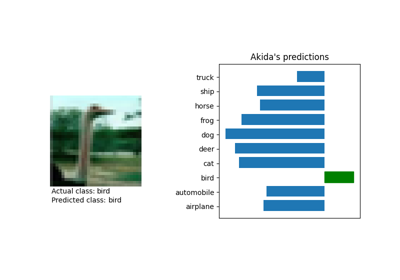 Akida's predictions
truck
ship
horse
frog
dog
deer
cat
bird
automobile
airplane
Actual class: bird
Predicted class: bird